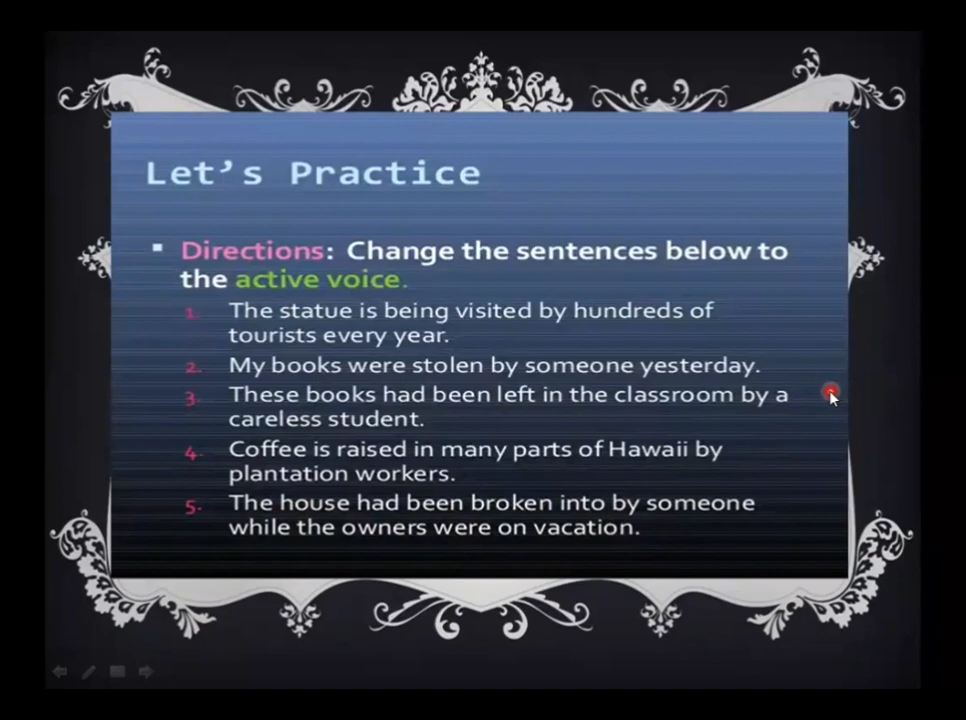 Let's Practice
Directions: Change the sentences below to
the active voice.
1. The statue is being visited by hundreds of
tourists every year.
2. My books were stolen by someone yesterday.
3. These books had been left in the classroom by a
careless student.
4. Coffee is raised in many parts of Hawaii by
plantation workers.
5. The house had been broken into by someone
while the owners were on vacation.